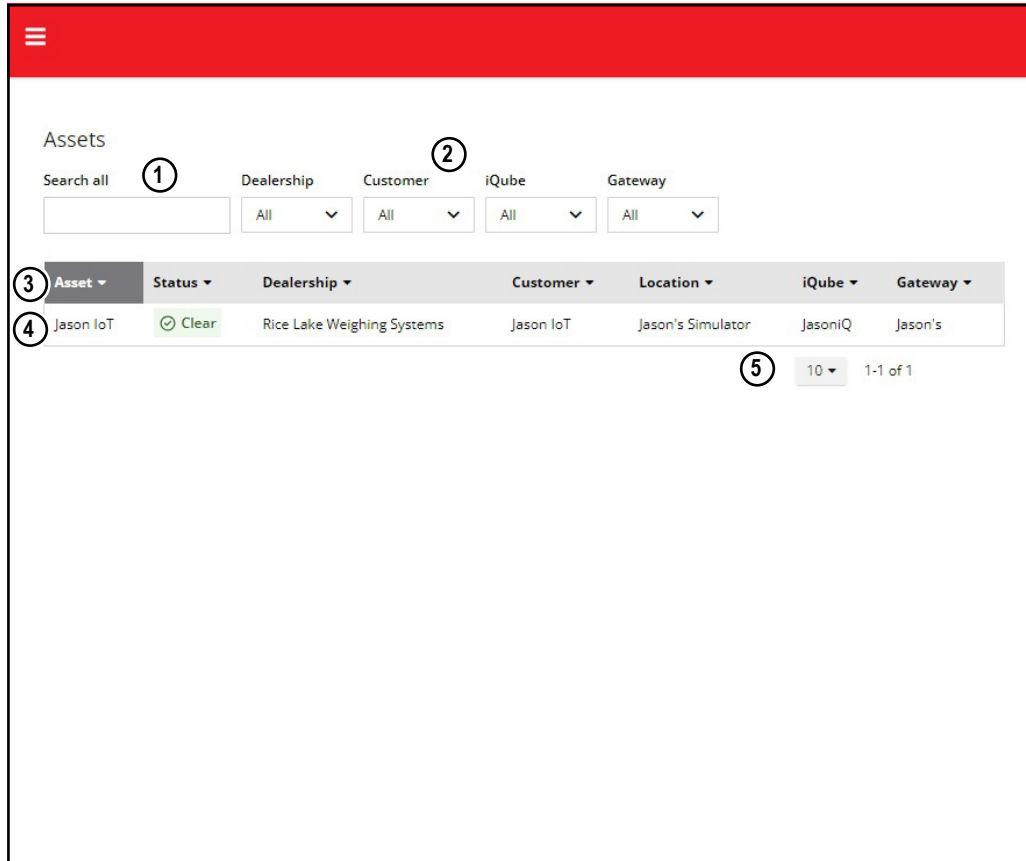 Assets
1 2
Search all Dealership Customer iQube Gateway
All All All All
3 Asset Status Dealership Customer Location iQube Gateway
4 Jason IoT Clear Rice Lake Weighing Systems Jason IoT Jason's Simulator JasoniQ Jason's
5 10 1-1 of 1